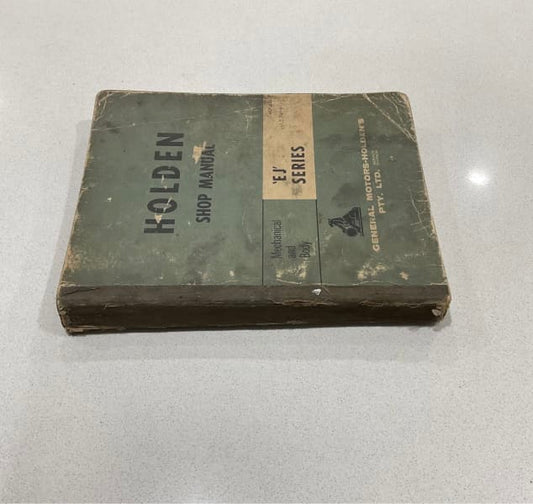 HOLDEN
SHOP MANUAL
'EJ'
SERIES
Mechanical
and
Body
GENERAL MOTORS-HOLDEN'S
PTY. LTD.